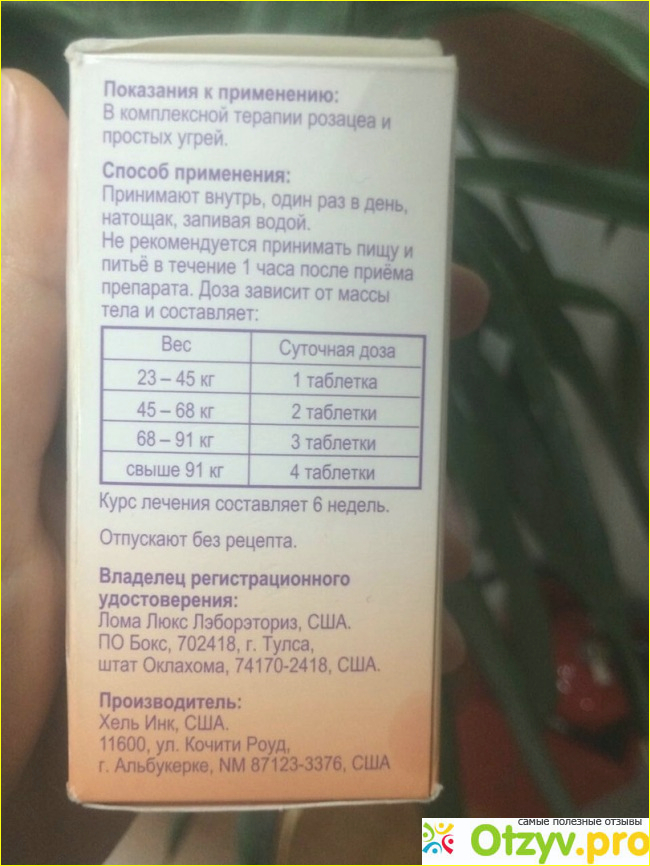 Показания к применению:
В комплексной терапии розацеа и
простых угрей.
Способ применения:
Принимают внутрь, один раз в день,
натощак, запивая водой.
Не рекомендуется принимать пищу и
питьё в течение 1 часа после приёма
препарата. Доза зависит от массы
тела и составляет:
Вес Суточная доза
23 – 45 кг 1 таблетка
45 – 68 кг 2 таблетки
68 – 91 кг 3 таблетки
свыше 91 кг 4 таблетки
Курс лечения составляет 6 недель.
Отпускают без рецепта.
Владелец регистрационного
удостоверения:
Лома Люкс Лэборэториз, США.
ПО Бокс, 702418, г. Тулса,
штат Оклахома, 74170-2418, США.
Производитель:
Хель Инк, США.
11600, ул. Кочити Роуд,
г. Альбукерке, NM 87123-3376, США
самые полезные отзывы
Otzyv.pro